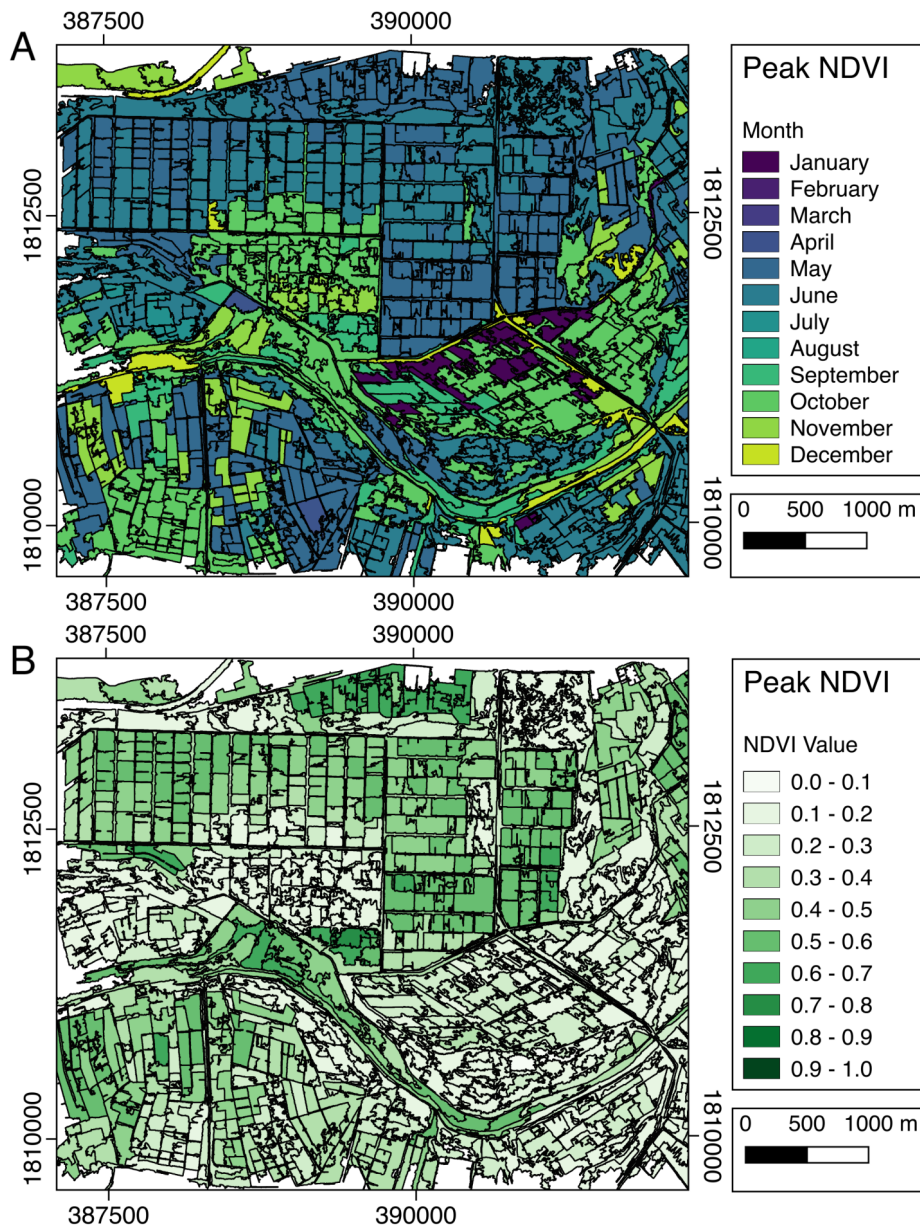 387500 390000
A
Peak NDVI
Month
January
February
March
April
May
June
July
August
September
October
November
December
1812500
1812500
1810000
1810000
0 500 1000 m
387500 390000
387500 390000
B
Peak NDVI
NDVI Value
0.0 - 0.1
0.1 - 0.2
0.2 - 0.3
0.3 - 0.4
0.4 - 0.5
0.5 - 0.6
0.6 - 0.7
0.7 - 0.8
0.8 - 0.9
0.9 - 1.0
1812500
1812500
1810000
1810000
0 500 1000 m
387500 390000